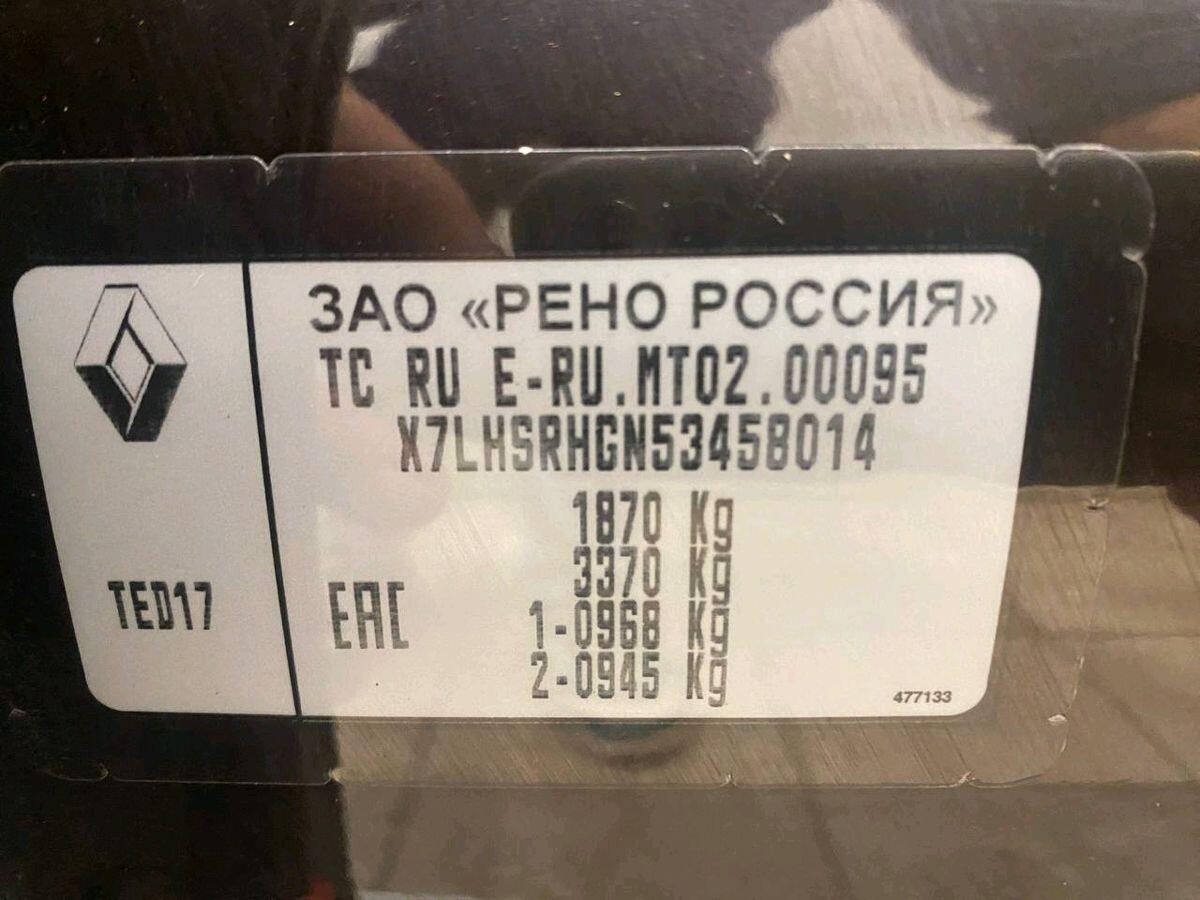 ЗАО «РЕНО РОССИЯ»
TC RU E-RU.MT02.00095
X7LHSRHGN53458014
1870 Kg
3370 Kg
1-0968 Kg
2-0945 Kg
TED17
EAC
477133